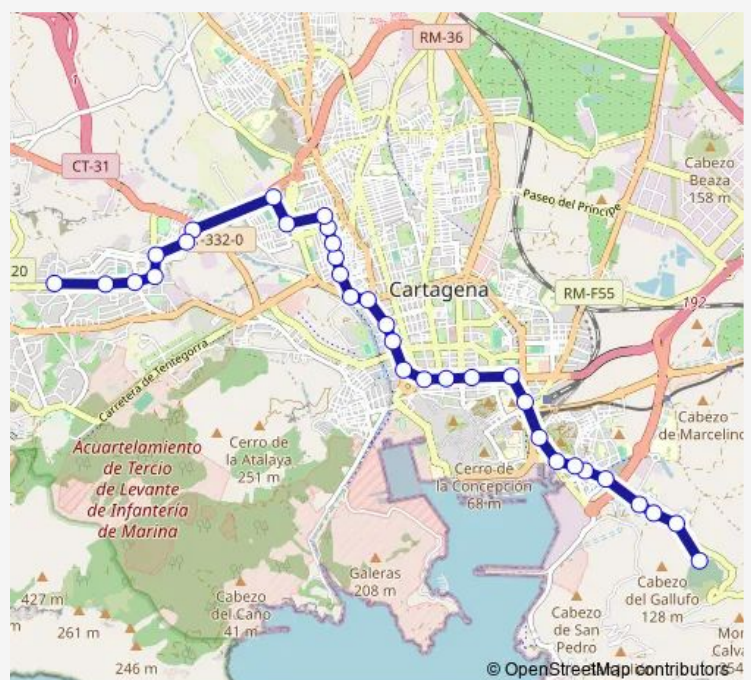 RM-36
CT-31
Cabezo
Beaza
158 m
Paseo del Príncipe
-332-0
20
Cartagena
RM-F55
192
Carretera de Tentegorra
Acuartelamiento
de Tercio
de Levante
de Infantería
de Marina
Cerro de
la Atalaya
251 m
Cabezo
de Marcelino
Cerro de
la Concepción
68 m
Galeras
208 m
427 m
m
261 m
246 m
Cabezo
del Caño
41 m
Cabezo
del Gallufo
128 m
Cabezo
de San
Pedro
Mon
Calva
© OpenStreetMap contributors